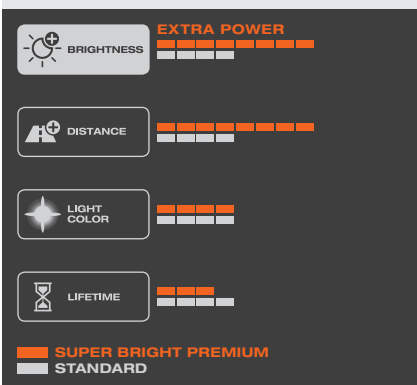 EXTRA POWER
BRIGHTNESS
DISTANCE
LIGHT
COLOR
LIFETIME
SUPER BRIGHT PREMIUM
STANDARD